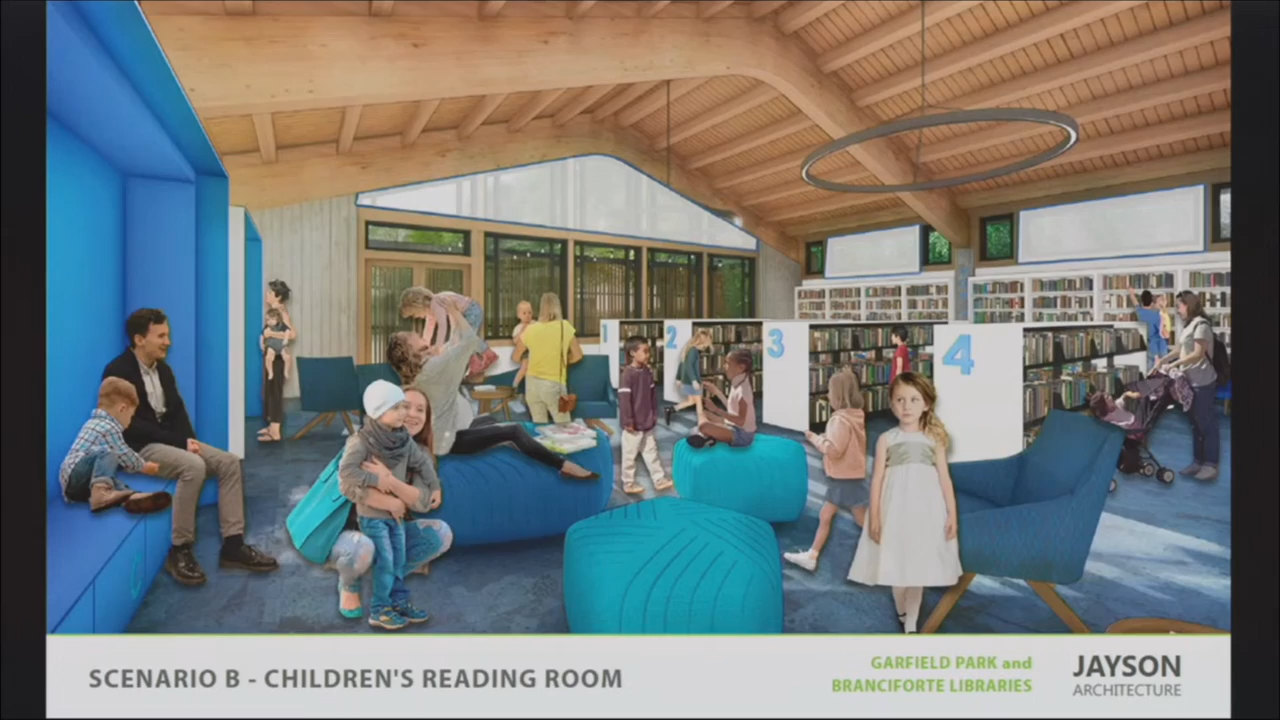 1
2
3
4
SCENARIO B - CHILDREN'S READING ROOM
GARFIELD PARK and
BRANCIFORTE LIBRARIES
JAYSON
ARCHITECTURE